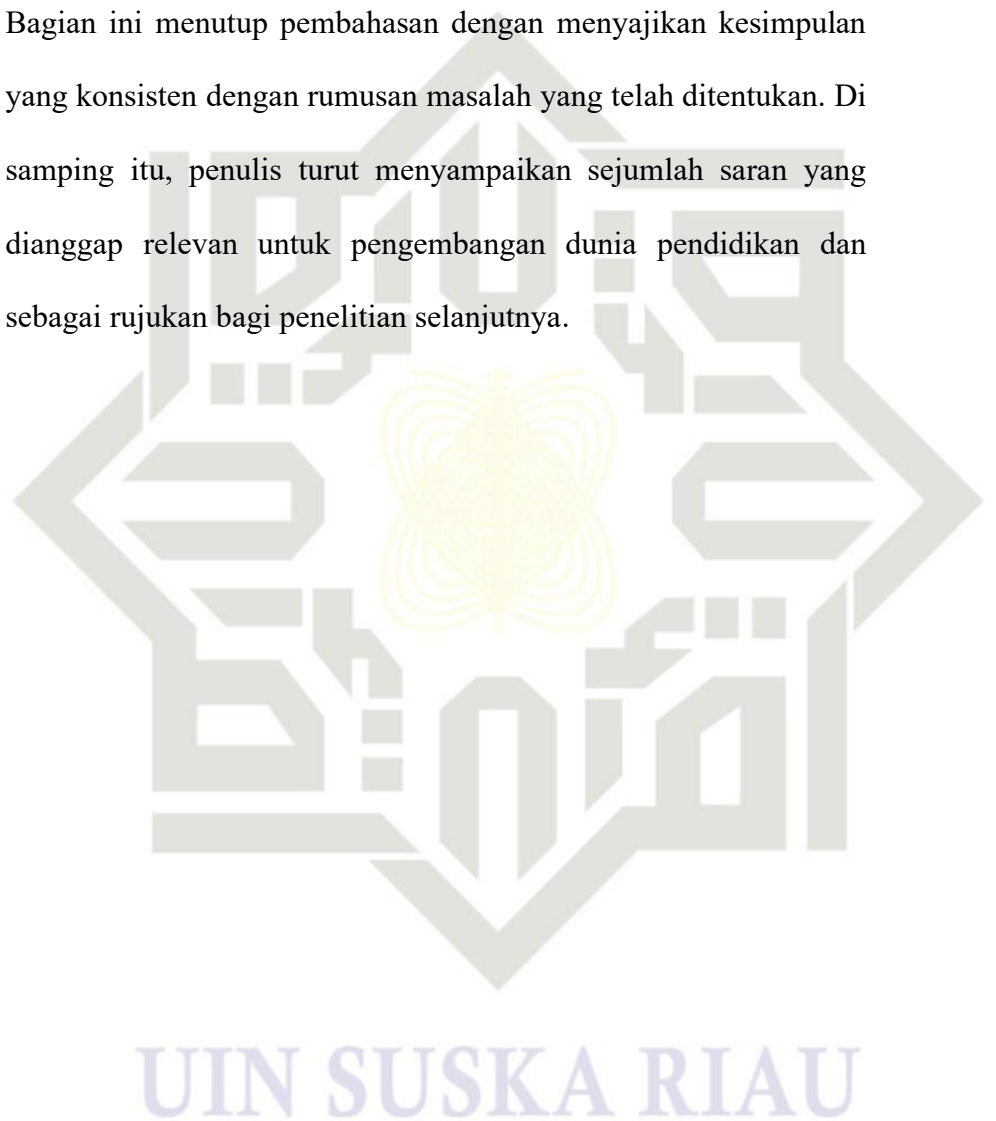 Bagian ini menutup pembahasan dengan menyajikan kesimpulan
yang konsisten dengan rumusan masalah yang telah ditentukan. Di
samping itu, penulis turut menyampaikan sejumlah saran yang
dianggap relevan untuk pengembangan dunia pendidikan dan
sebagai rujukan bagi penelitian selanjutnya.
UIN SUSKA RIAU